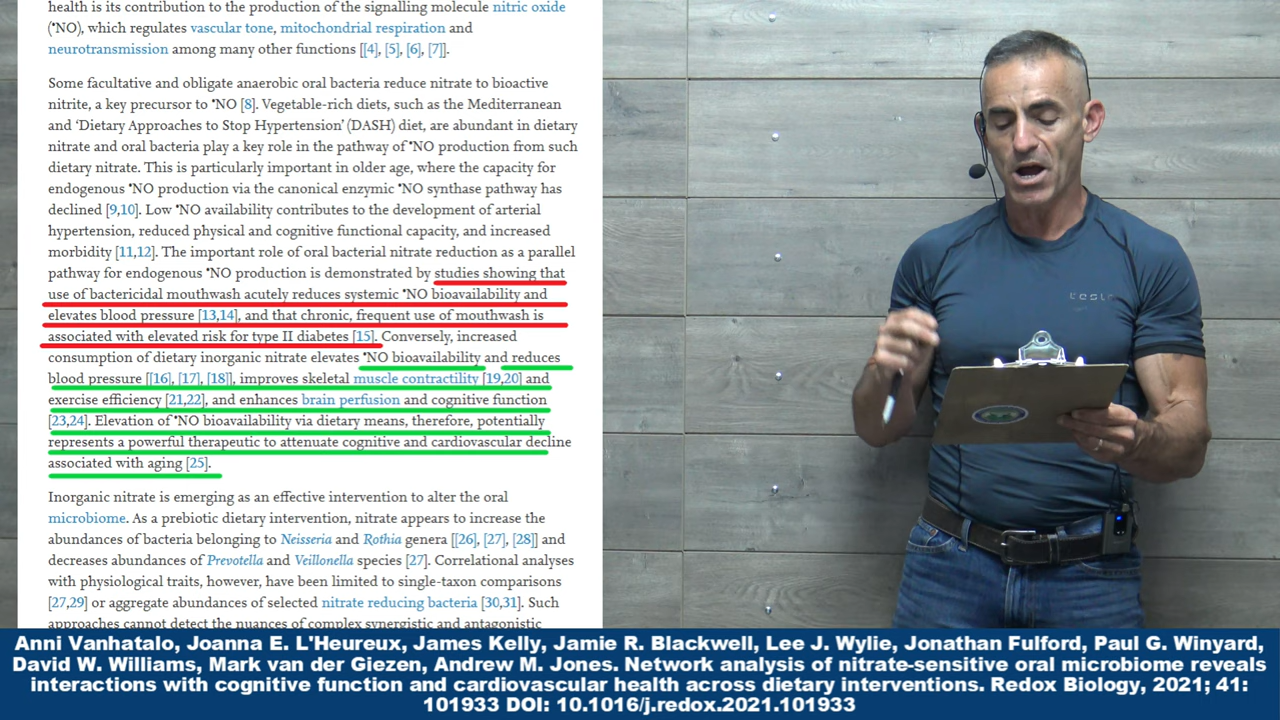 health is its contribution to the production of the signalling molecule nitric oxide
(•NO), which regulates vascular tone, mitochondrial respiration and
neurotransmission among many other functions [[4], [5], [6], [7]].
Some facultative and obligate anaerobic oral bacteria reduce nitrate to bioactive
nitrite, a key precursor to •NO [8]. Vegetable-rich diets, such as the Mediterranean
and ‘Dietary Approaches to Stop Hypertension’ (DASH) diet, are abundant in dietary
nitrate and oral bacteria play a key role in the pathway of •NO production from such
dietary nitrate. This is particularly important in older age, where the capacity for
endogenous •NO production via the canonical enzymic •NO synthase pathway has
declined [9,10]. Low •NO availability contributes to the development of arterial
hypertension, reduced physical and cognitive functional capacity, and increased
morbidity [11,12]. The important role of oral bacterial nitrate reduction as a parallel
pathway for endogenous •NO production is demonstrated by studies showing that
use of bactericidal mouthwash acutely reduces systemic •NO bioavailability and
elevates blood pressure [13,14], and that chronic, frequent use of mouthwash is
associated with elevated risk for type II diabetes [15]. Conversely, increased
consumption of dietary inorganic nitrate elevates •NO bioavailability and reduces
blood pressure [[16], [17], [18]], improves skeletal muscle contractility [19,20] and
exercise efficiency [21,22], and enhances brain perfusion and cognitive function
[23,24]. Elevation of •NO bioavailability via dietary means, therefore, potentially
represents a powerful therapeutic to attenuate cognitive and cardiovascular decline
associated with aging [25].
Inorganic nitrate is emerging as an effective intervention to alter the oral
microbiome. As a prebiotic dietary intervention, nitrate appears to increase the
abundances of bacteria belonging to Neisseria and Rothia genera [[26], [27], [28]] and
decreases abundances of Prevotella and Veillonella species [27]. Correlational analyses
with physiological traits, however, have been limited to single-taxon comparisons
[27,29] or aggregate abundances of selected nitrate reducing bacteria [30,31]. Such
approaches cannot detect the nuances of complex synergistic and antagonistic
Anni Vanhatalo, Joanna E. L'Heureux, James Kelly, Jamie R. Blackwell, Lee J. Wylie, Jonathan Fulford, Paul G. Winyard,
David W. Williams, Mark van der Giezen, Andrew M. Jones. Network analysis of nitrate-sensitive oral microbiome reveals
interactions with cognitive function and cardiovascular health across dietary interventions. Redox Biology, 2021; 41:
101933 DOI: 10.1016/j.redox.2021.101933